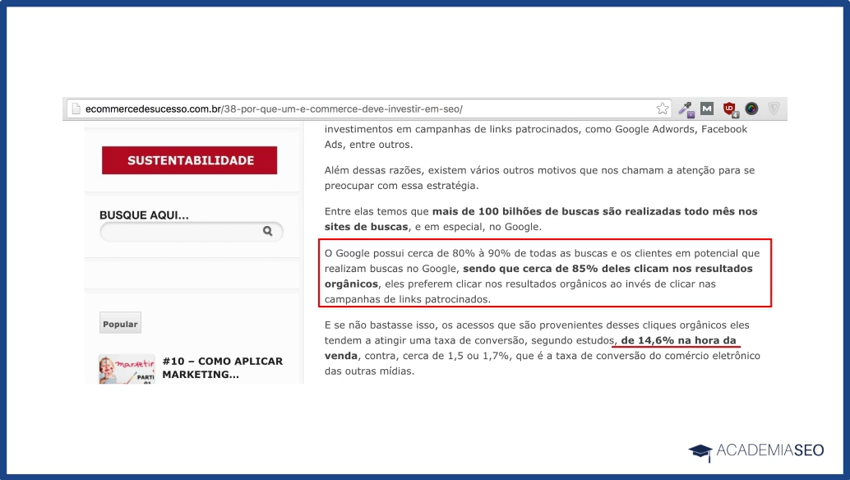 ecommercedesucesso.com.br/38-por-que-um-e-commerce-deve-investir-em-seo/
SUSTENTABILIDADE
BUSQUE AQUI...
Popular
#10 – COMO APLICAR
MARKETING...
investimentos em campanhas de links patrocinados, como Google Adwords, Facebook
Ads, entre outros.
Além dessas razões, existem vários outros motivos que nos chamam a atenção para se
preocupar com essa estratégia.
Entre elas temos que mais de 100 bilhões de buscas são realizadas todo mês nos
sites de buscas, e em especial, no Google.
O Google possui cerca de 80% à 90% de todas as buscas e os clientes em potencial que
realizam buscas no Google, sendo que cerca de 85% deles clicam nos resultados
orgânicos, eles preferem clicar nos resultados orgânicos ao invés de clicar nas
campanhas de links patrocinados.
E se não bastasse isso, os acessos que são provenientes desses cliques orgânicos eles
tendem a atingir uma taxa de conversão, segundo estudos, de 14,6% na hora da
venda, contra, cerca de 1,5 ou 1,7%, que é a taxa de conversão do comércio eletrônico
das outras mídias.
ACADEMIASEO